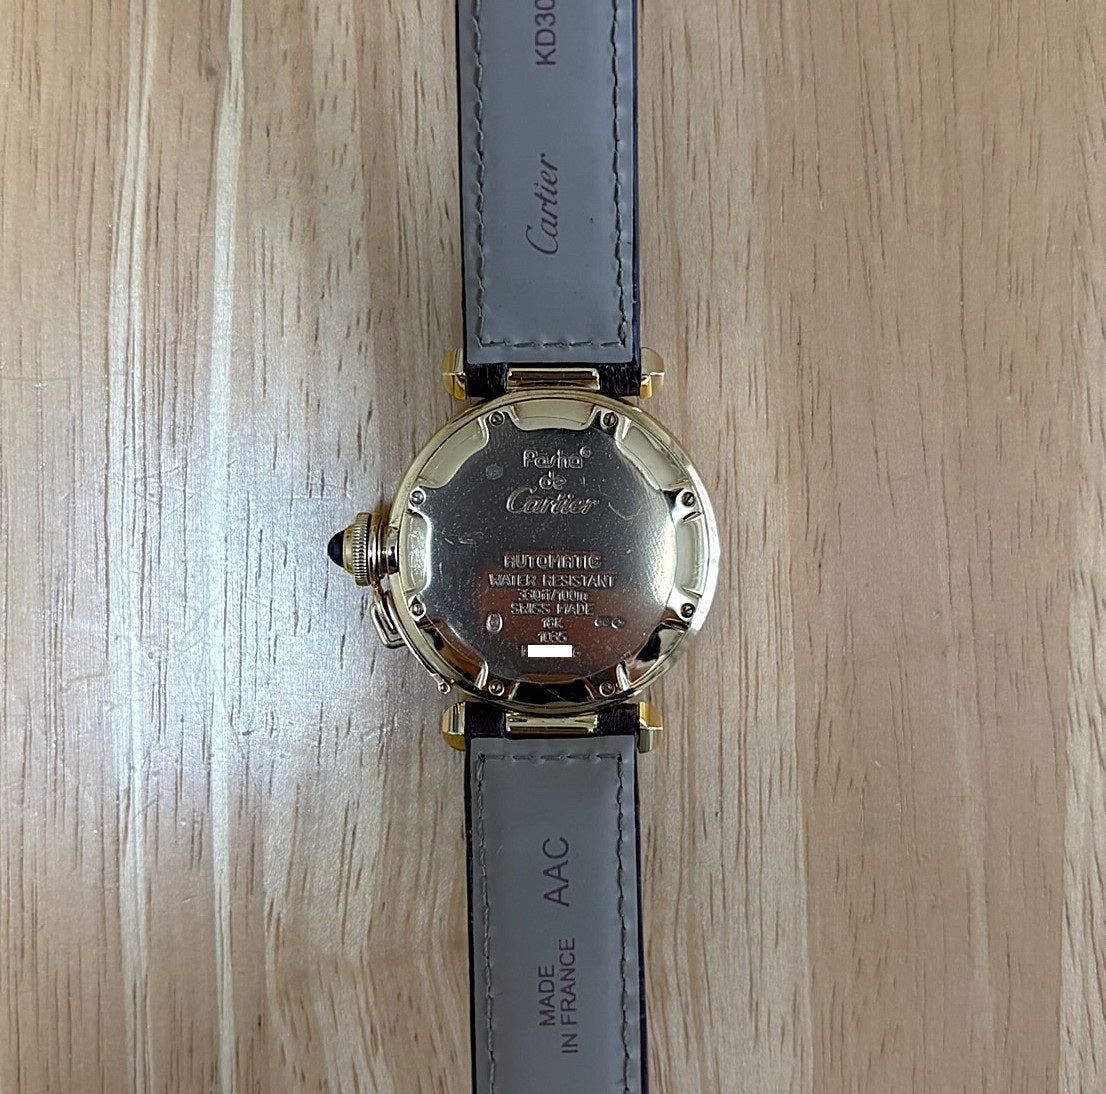 KD30
Cartier
Pasha
de
Cartier
AUTOMATIC
WATER RESISTANT
330ft/100m
SWISS MADE
18K
1035
AAC
MADE
IN FRANCE